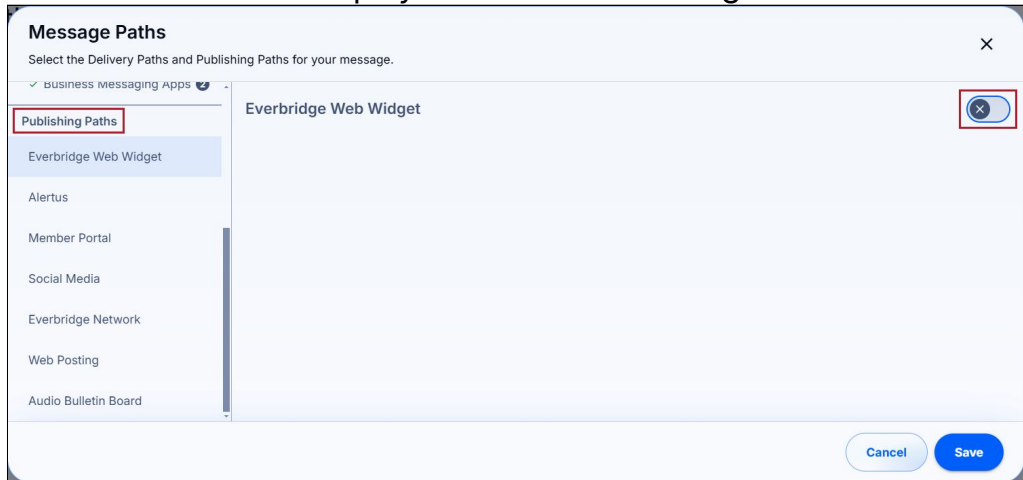 Message Paths
Select the Delivery Paths and Publishing Paths for your message.
Business Messaging Apps 2
Publishing Paths
Everbridge Web Widget
Everbridge Web Widget
Alertus
Member Portal
Social Media
Everbridge Network
Web Posting
Audio Bulletin Board
Cancel
Save